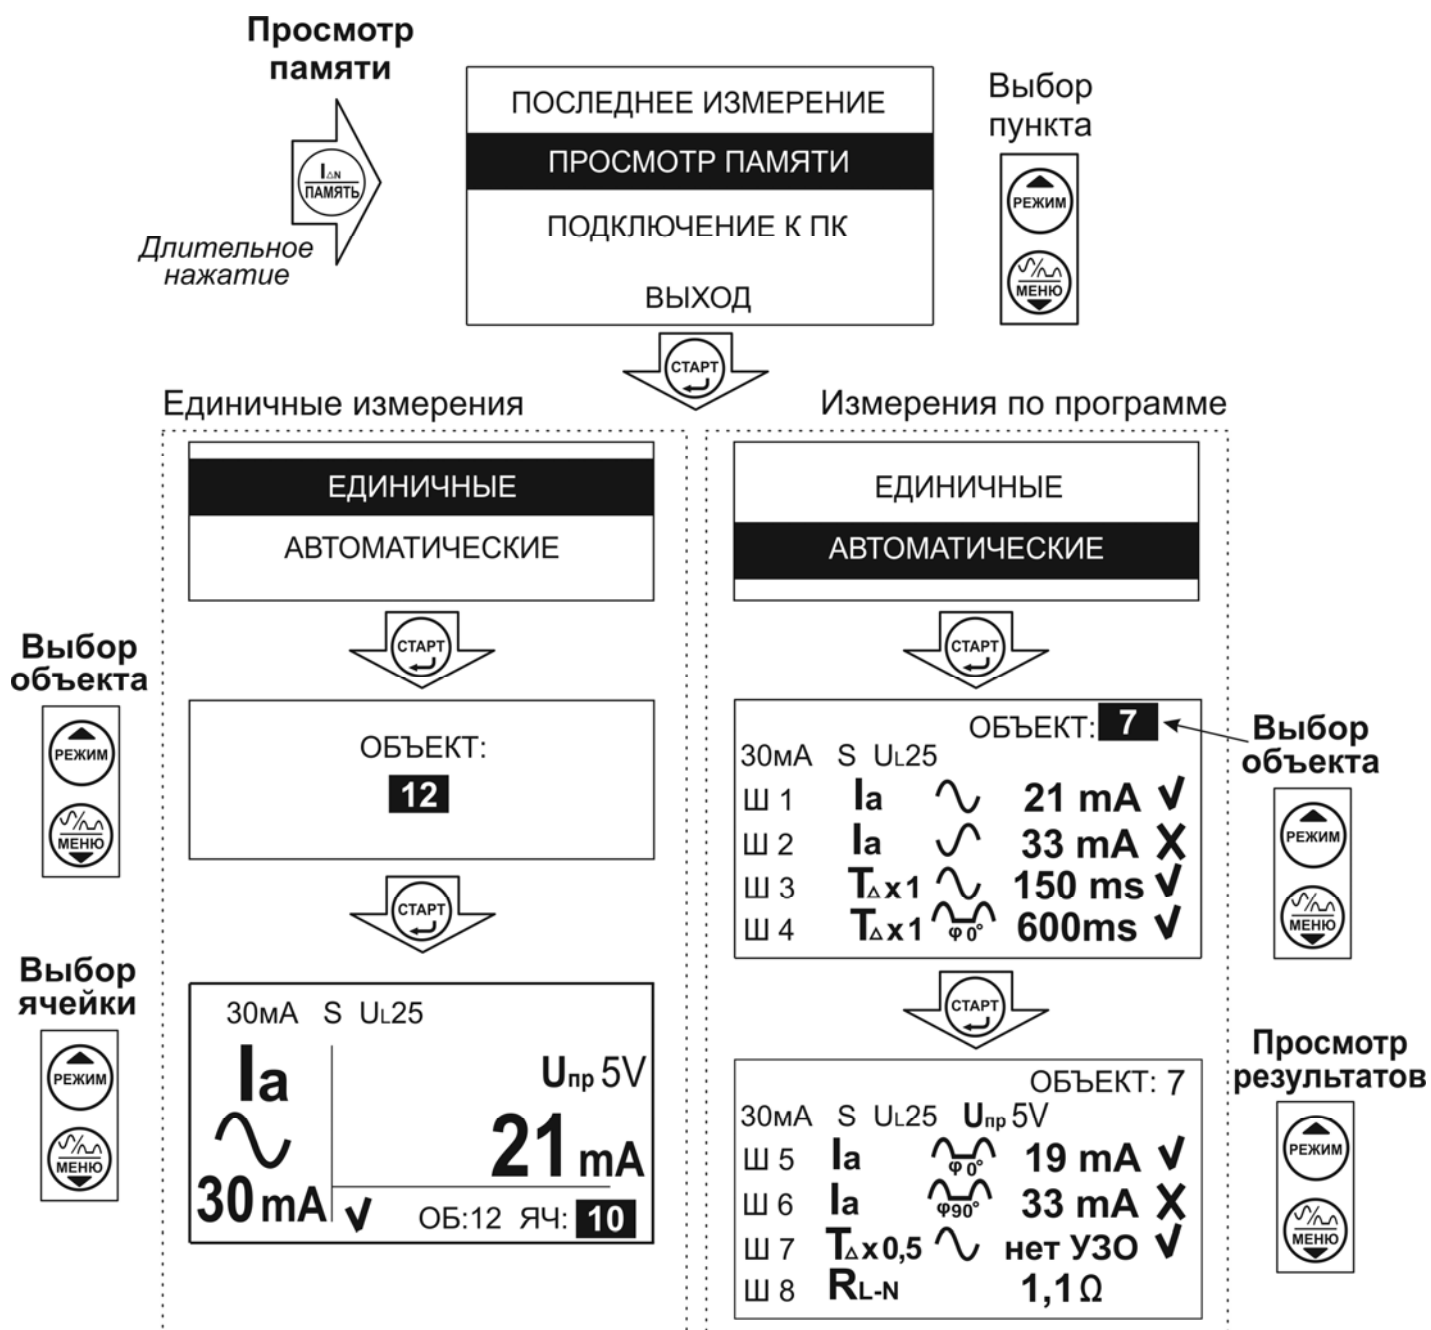 Просмотр
памяти
I△N
ПАМЯТЬ
Длительное
нажатие
ПОСЛЕДНЕЕ ИЗМЕРЕНИЕ
ПРОСМОТР ПАМЯТИ
ПОДКЛЮЧЕНИЕ К ПК
ВЫХОД
Выбор
пункта
РЕЖИМ
МЕНЮ
СТАРТ
Единичные измерения
ЕДИНИЧНЫЕ
АВТОМАТИЧЕСКИЕ
СТАРТ
Выбор
объекта
РЕЖИМ
МЕНЮ
ОБЪЕКТ:
12
СТАРТ
Выбор
ячейки
РЕЖИМ
МЕНЮ
30мА S UL25
Ia
Uпр 5V
21 mA
30 mA
ОБ:12 ЯЧ: 10
Измерения по программе
ЕДИНИЧНЫЕ
АВТОМАТИЧЕСКИЕ
СТАРТ
ОБЪЕКТ: 7
30мА S UL25
Ш 1 Ia 21 mA ✓
Ш 2 Ia 33 mA X
Ш 3 T△x1 150 ms ✓
Ш 4 T△x1 φ 0° 600ms ✓
Выбор
объекта
РЕЖИМ
МЕНЮ
СТАРТ
ОБЪЕКТ: 7
30мА S UL25 Uпр 5V
Ш 5 Ia φ 0° 19 mA ✓
Ш 6 Ia φ90° 33 mA X
Ш 7 T△x0,5 нет УЗО ✓
Ш 8 RL-N 1,1Ω
Просмотр
результатов
РЕЖИМ
МЕНЮ